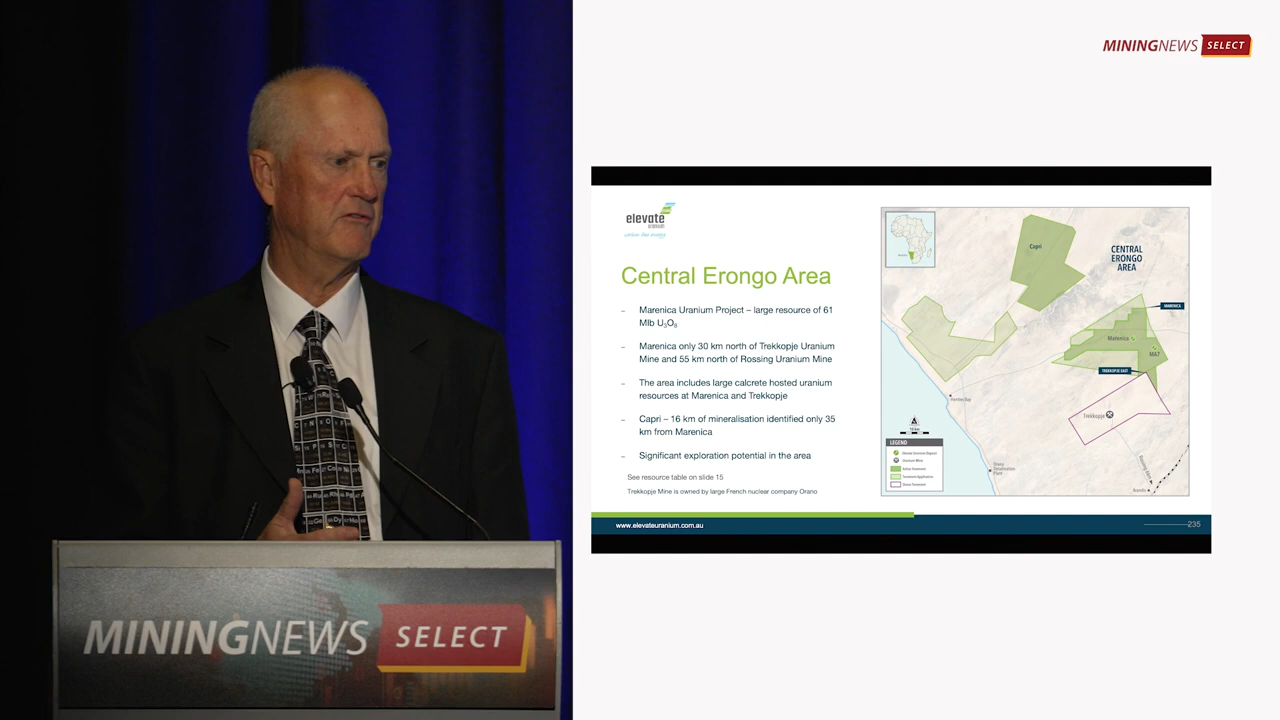 MININGNEWS SELECT
elevate
uranium
Central Erongo Area
– Marenica Uranium Project – large resource of 61
Mlb U₃O₈
– Marenica only 30 km north of Trekkopje Uranium
Mine and 55 km north of Rossing Uranium Mine
– The area includes large calcrete hosted uranium
resources at Marenica and Trekkopje
– Capri – 16 km of mineralisation identified only 35
km from Marenica
– Significant exploration potential in the area
See resource table on slide 15
Trekkopje Mine is owned by large French nuclear company Orano
Capri
CENTRAL
ERONGO
AREA
MARENICA
Marenica
MA7
TREKKOPJE EAST
Trekkopje
LEGEND
Uranium Mine
www.elevateuranium.com.au
235
MININGNEWS SELECT